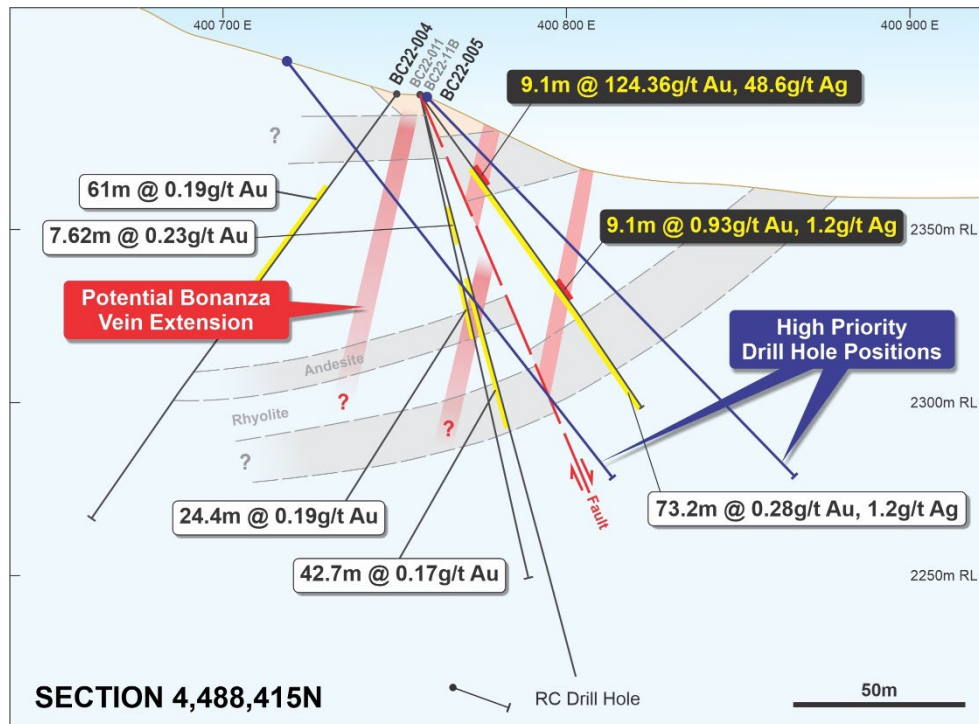 400 700 E
400 800 E
400 900 E
BC22-004
BC22-011
BC22-11B
BC22-005
9.1m @ 124.36g/t Au, 48.6g/t Ag
?
61m @ 0.19g/t Au
7.62m @ 0.23g/t Au
9.1m @ 0.93g/t Au, 1.2g/t Ag
2350m RL
Potential Bonanza
Vein Extension
High Priority
Drill Hole Positions
Andesite
Rhyolite
?
?
?
2300m RL
24.4m @ 0.19g/t Au
Fault
73.2m @ 0.28g/t Au, 1.2g/t Ag
42.7m @ 0.17g/t Au
2250m RL
SECTION 4,488,415N
RC Drill Hole
50m